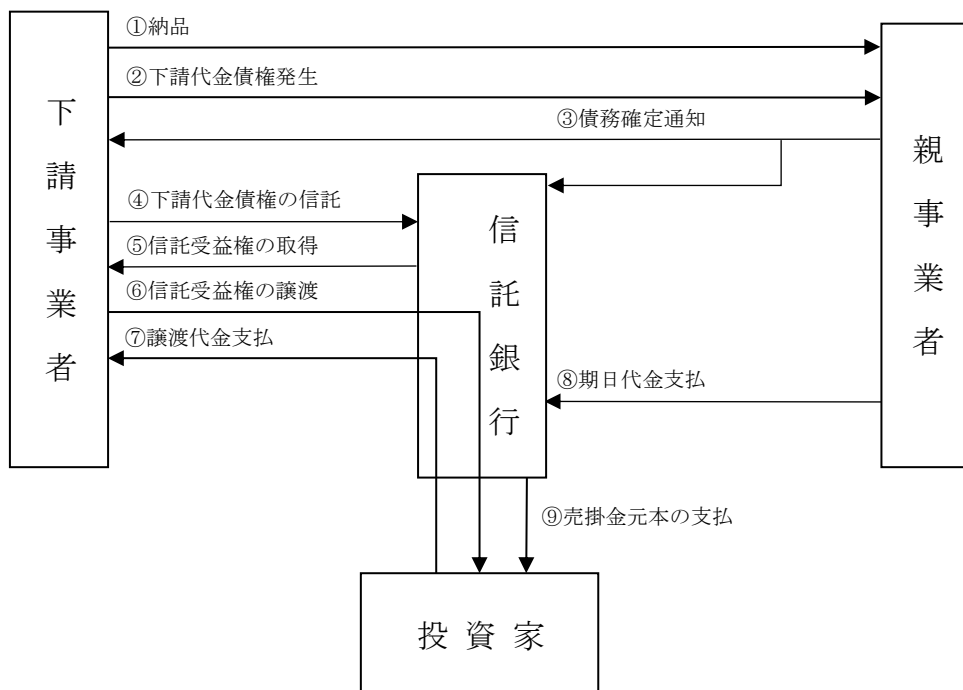 ①納品
②下請代金債権発生
③債務確定通知
下請事業者
親事業者
④下請代金債権の信託
⑤信託受益権の取得
⑥信託受益権の譲渡
⑦譲渡代金支払
信託銀行
⑧期日代金支払
⑨売掛金元本の支払
投資家